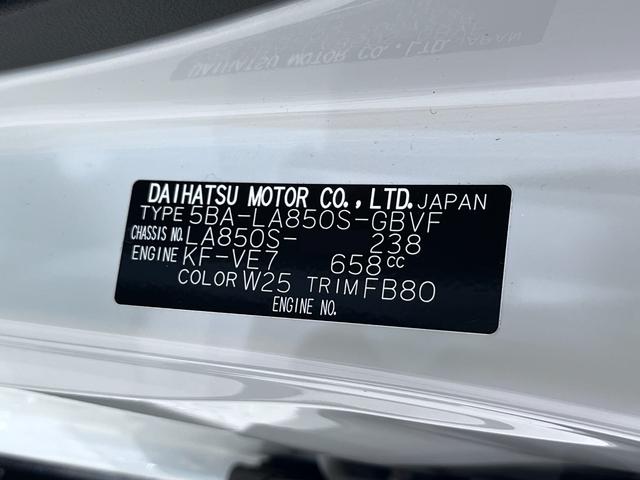 DAIHATSU MOTOR CO., LTD. JAPAN
TYPE 5BA-LA850S-GBVF
CHASSIS NO. LA850S- 238
ENGINE KF-VE7 658cc
COLOR W25 TRIM FB80
ENGINE NO.